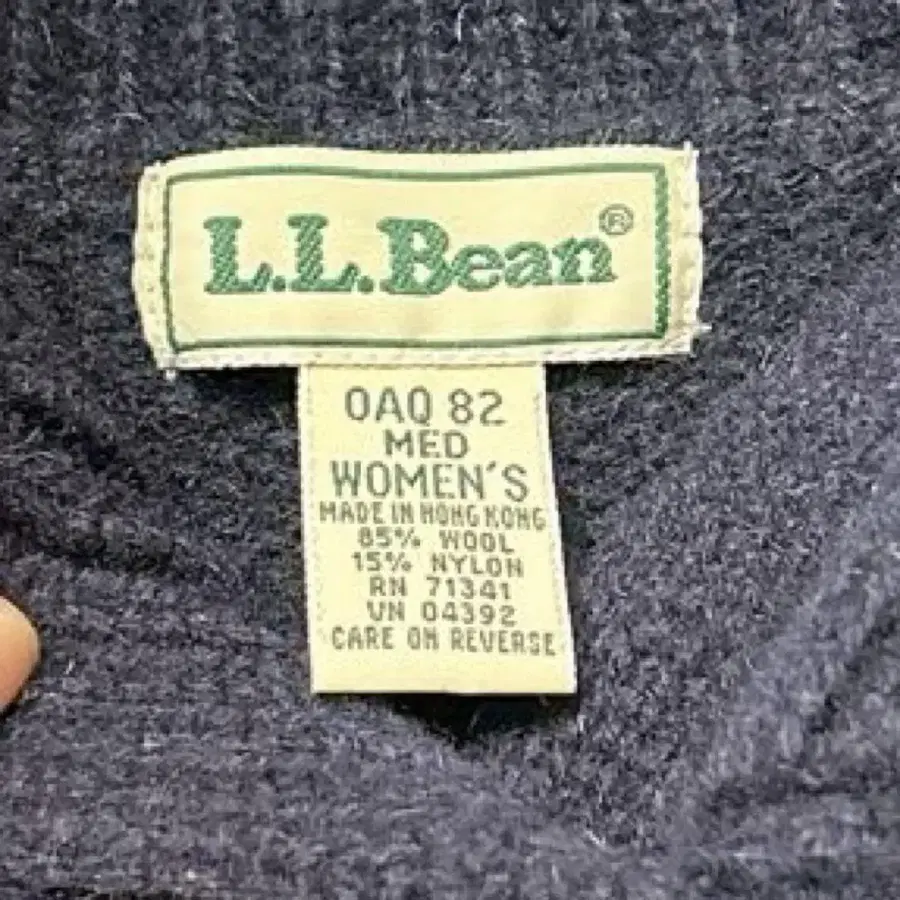 L.L.Bean®
0AQ 82
MED
WOMEN'S
MADE IN HONG KONG
85% WOOL
15% NYLON
RN 71341
VN 04392
CARE ON REVERSE